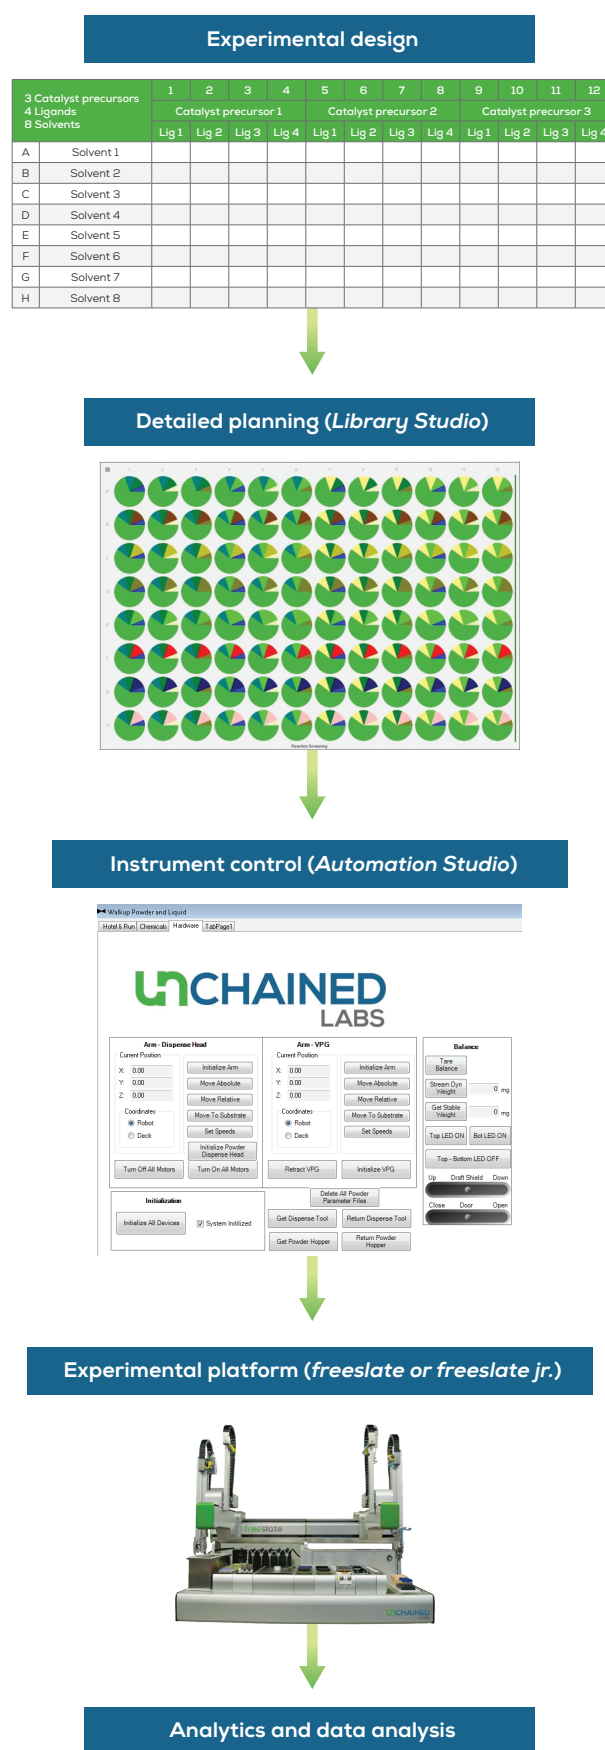 Experimental design
3 Catalyst precursors
4 Ligands
8 Solvents
1 2 3 4 5 6 7 8 9 10 11 12
Catalyst precursor 1 Catalyst precursor 2 Catalyst precursor 3
Lig 1 Lig 2 Lig 3 Lig 4 Lig 1 Lig 2 Lig 3 Lig 4 Lig 1 Lig 2 Lig 3 Lig 4
A Solvent 1
B Solvent 2
C Solvent 3
D Solvent 4
E Solvent 5
F Solvent 6
G Solvent 7
H Solvent 8
Detailed planning (Library Studio)
Reaction Screening
Instrument control (Automation Studio)
Walkup Powder and Liquid
Hotel & Run Chemicals Hardware TabPage1
UNCHAINED
LABS
Arm - Dispense Head
Current Position
X: 0.00
Y: 0.00
Z: 0.00
Coordinates
Robot
Deck
Initialize Arm
Move Absolute
Move Relative
Move To Substrate
Set Speeds
Initialize Powder
Dispense Head
Turn Off All Motors
Turn On All Motors
Arm - VPG
Current Position
X: 0.00
Y: 0.00
Z: 0.00
Coordinates
Robot
Deck
Initialize Arm
Move Absolute
Move Relative
Move To Substrate
Set Speeds
Retract VPG
Initialize VPG
Balance
Tare
Balance
Stream Dyn
Weight
0 mg
Get Stable
Weight
0 mg
Top LED ON Bot LED ON
Top - Bottom LED OFF
Up Draft Shield Down
Close Door Open
Initialization
Initialize All Devices
System Initilized
Delete All Powder
Parameter Files
Get Dispense Tool Return Dispense Tool
Get Powder Hopper
Return Powder
Hopper
Experimental platform (freeslate or freeslate jr.)
freeslate
UNCHAINED
LABS
Analytics and data analysis